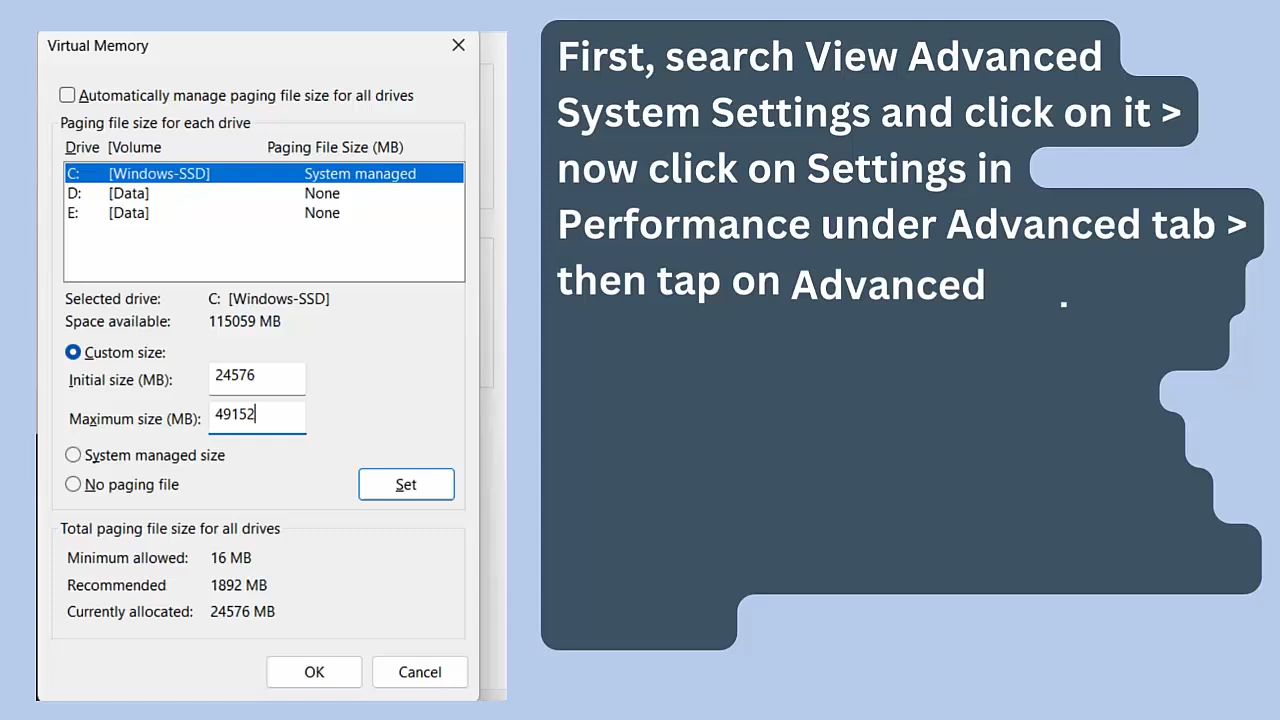 Virtual Memory
Automatically manage paging file size for all drives
Paging file size for each drive
Drive [Volume Paging File Size (MB)
C: [Windows-SSD] System managed
D: [Data] None
E: [Data] None
Selected drive: C: [Windows-SSD]
Space available: 115059 MB
Custom size:
Initial size (MB): 24576
Maximum size (MB): 49152
System managed size
No paging file
Set
Total paging file size for all drives
Minimum allowed: 16 MB
Recommended 1892 MB
Currently allocated: 24576 MB
OK Cancel
First, search View Advanced
System Settings and click on it >
now click on Settings in
Performance under Advanced tab >
then tap on Advanced .